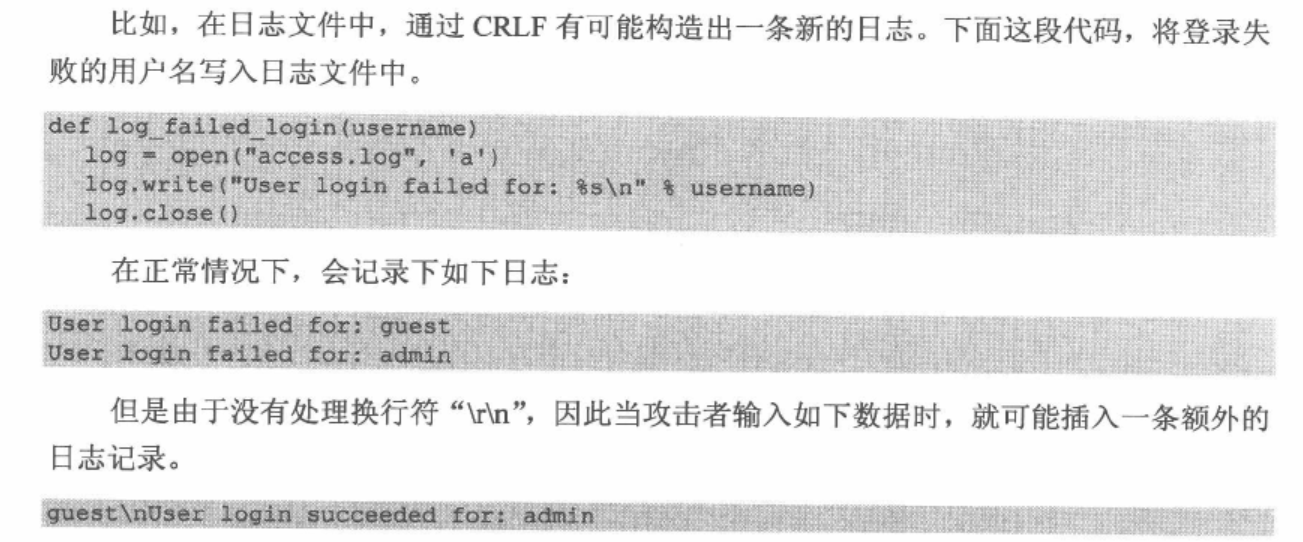 比如，在日志文件中，通过 CRLF 有可能构造出一条新的日志。下面这段代码，将登录失
败的用户名写入日志文件中。
def log_failed_login(username)
  log = open("access.log", 'a')
  log.write("User login failed for: %s\n" % username)
  log.close()
在正常情况下，会记录下如下日志：
User login failed for: guest
User login failed for: admin
但是由于没有处理换行符“\r\n”，因此当攻击者输入如下数据时，就可能插入一条额外的
日志记录。
guest\nUser login succeeded for: admin